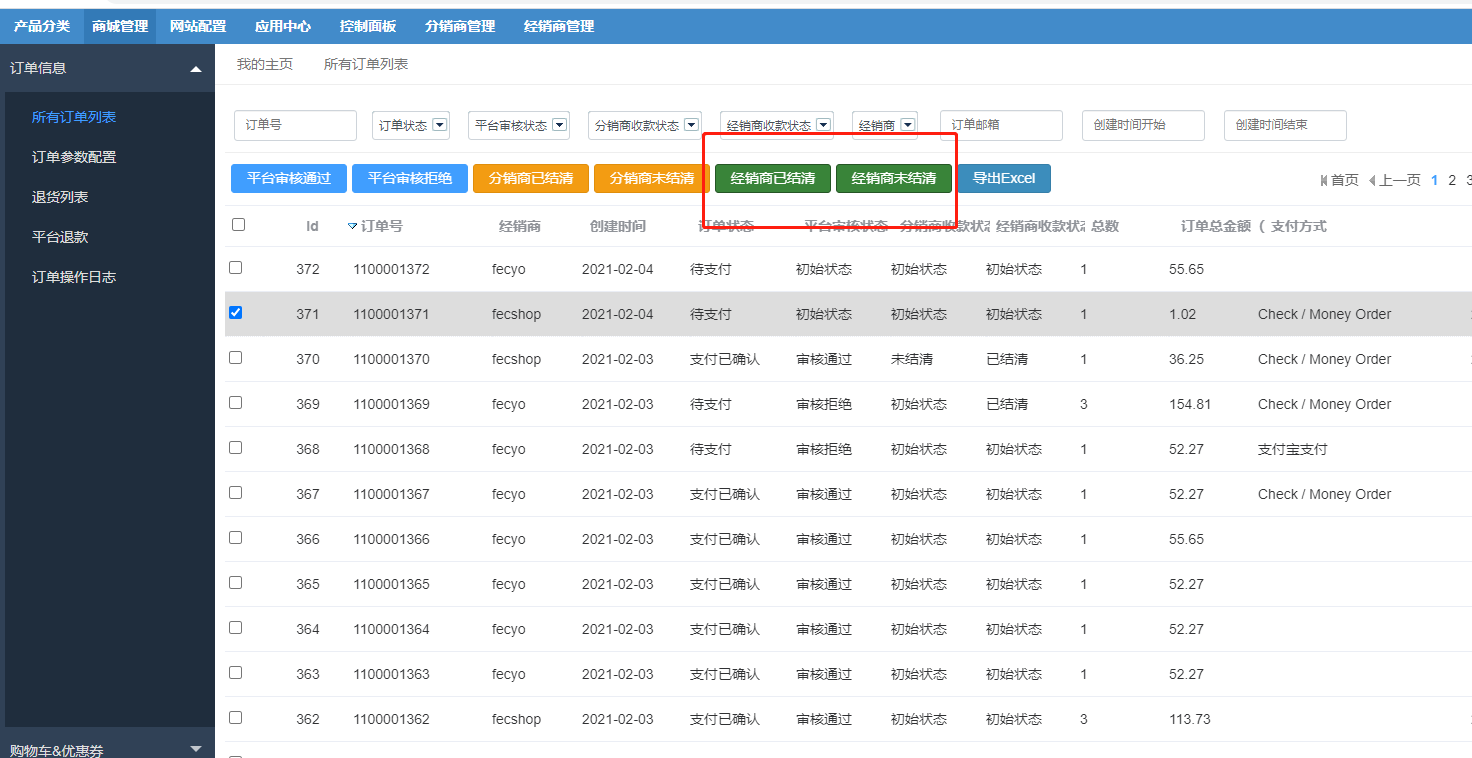 产品分类 商城管理 网站配置 应用中心 控制面板 分销商管理 经销商管理
订单信息
所有订单列表
订单参数配置
退货列表
平台退款
订单操作日志
购物车&优惠券
我的主页 所有订单列表
订单号 订单状态 平台审核状态 分销商收款状态 经销商收款状态 经销商 订单邮箱 创建时间开始 创建时间结束
平台审核通过 平台审核拒绝 分销商已结清 分销商未结清 经销商已结清 经销商未结清 导出Excel 首页 上一页 1 2 3
Id 订单号 经销商 创建时间 订单状态 平台审核状态 分销商收款状态 经销商收款状态 总数 订单总金额 ( 支付方式
372 1100001372 fecyo 2021-02-04 待支付 初始状态 初始状态 初始状态 1 55.65
371 1100001371 fecshop 2021-02-04 待支付 初始状态 初始状态 初始状态 1 1.02 Check / Money Order
370 1100001370 fecshop 2021-02-03 支付已确认 审核通过 未结清 已结清 1 36.25 Check / Money Order
369 1100001369 fecyo 2021-02-03 待支付 审核拒绝 初始状态 已结清 3 154.81 Check / Money Order
368 1100001368 fecyo 2021-02-03 待支付 审核拒绝 初始状态 初始状态 1 52.27 支付宝支付
367 1100001367 fecyo 2021-02-03 支付已确认 审核通过 初始状态 初始状态 1 52.27 Check / Money Order
366 1100001366 fecyo 2021-02-03 支付已确认 审核通过 初始状态 初始状态 1 55.65
365 1100001365 fecyo 2021-02-03 支付已确认 审核通过 初始状态 初始状态 1 52.27
364 1100001364 fecyo 2021-02-03 支付已确认 审核通过 初始状态 初始状态 1 52.27
363 1100001363 fecyo 2021-02-03 支付已确认 审核通过 初始状态 初始状态 1 52.27
362 1100001362 fecshop 2021-02-03 支付已确认 审核通过 初始状态 初始状态 3 113.73